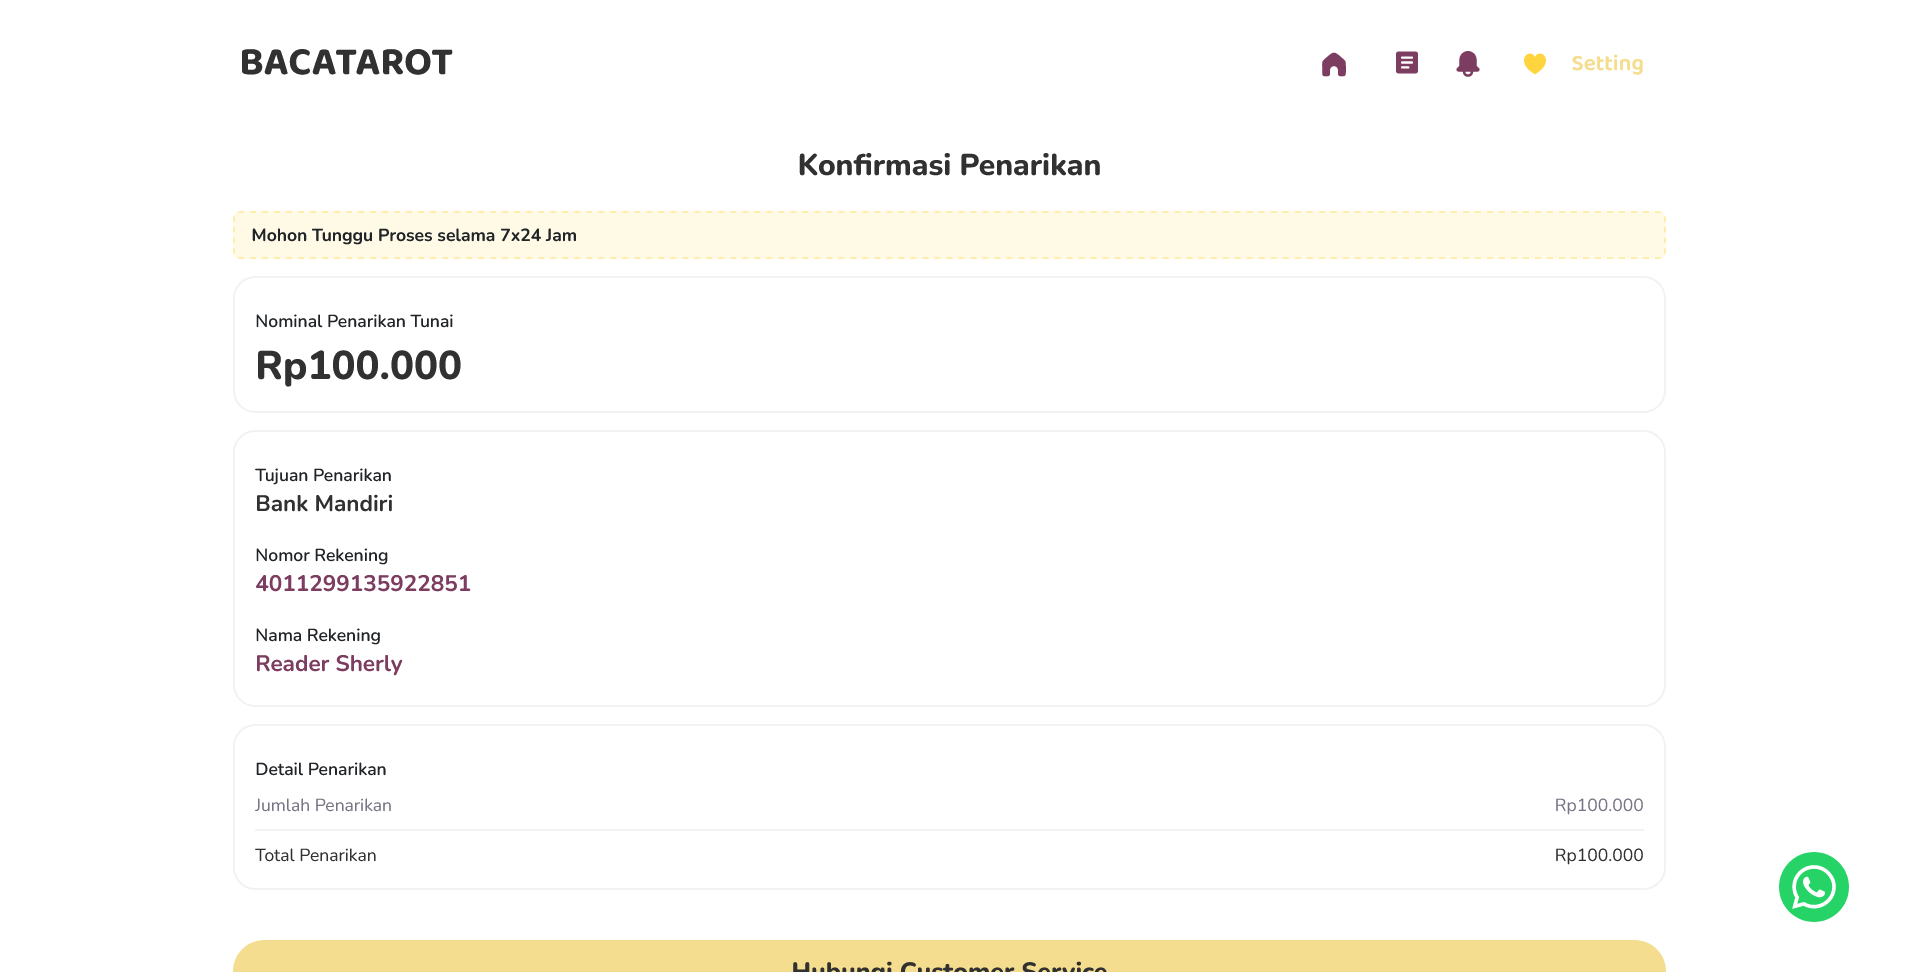 BACATAROT
Setting
Konfirmasi Penarikan
Mohon Tunggu Proses selama 7x24 Jam
Nominal Penarikan Tunai
Rp100.000
Tujuan Penarikan
Bank Mandiri
Nomor Rekening
4011299135922851
Nama Rekening
Reader Sherly
Detail Penarikan
Jumlah Penarikan Rp100.000
Total Penarikan Rp100.000
Hubungi Customer Service